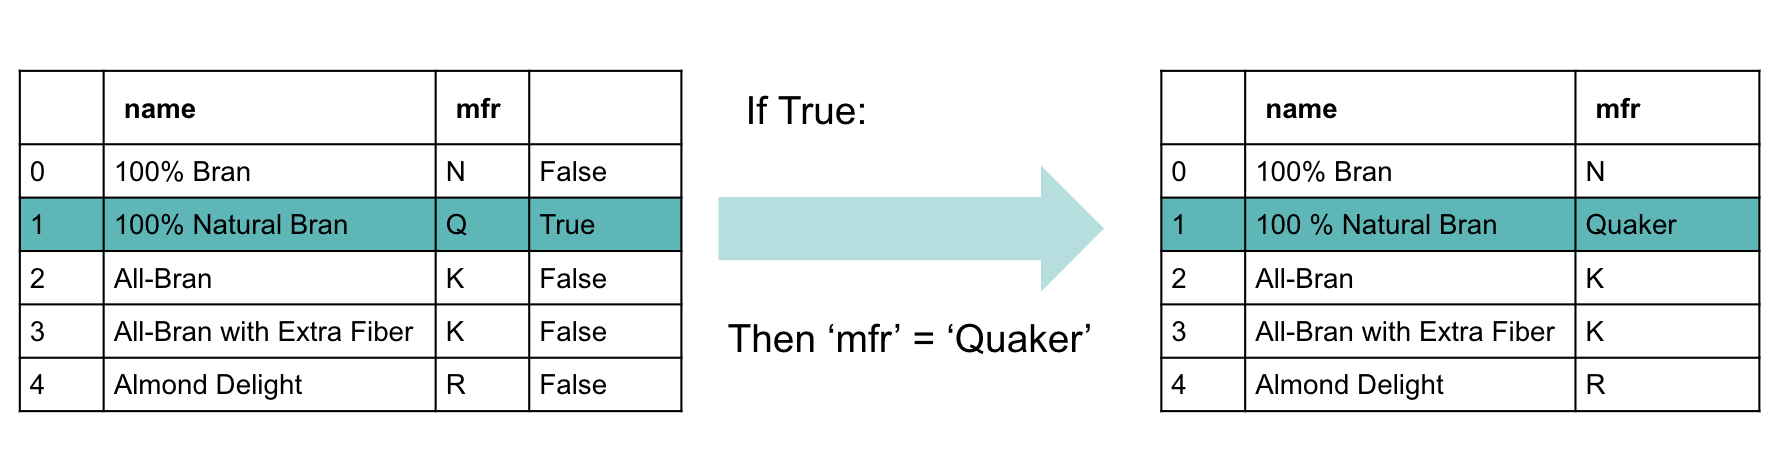 name mfr
0 100% Bran N False
1 100% Natural Bran Q True
2 All-Bran K False
3 All-Bran with Extra Fiber K False
4 Almond Delight R False
If True:
Then ‘mfr’ = ‘Quaker’
name mfr
0 100% Bran N
1 100 % Natural Bran Quaker
2 All-Bran K
3 All-Bran with Extra Fiber K
4 Almond Delight R